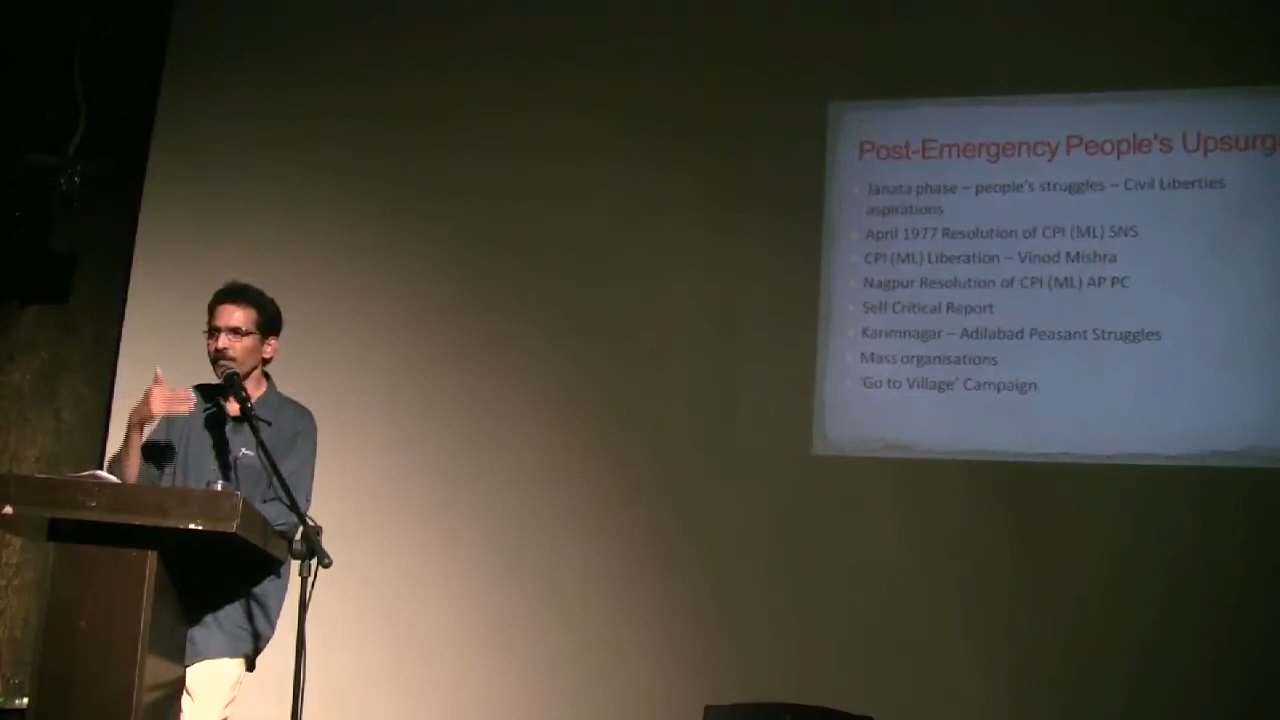 Post-Emergency People's Upsurg
Janata phase – people's struggles – Civil Liberties
aspirations
April 1977 Resolution of CPI (ML) SNS
CPI (ML) Liberation – Vinod Mishra
Nagpur Resolution of CPI (ML) AP PC
Self Critical Report
Karimnagar – Adilabad Peasant Struggles
Mass organisations
'Go to Village' Campaign